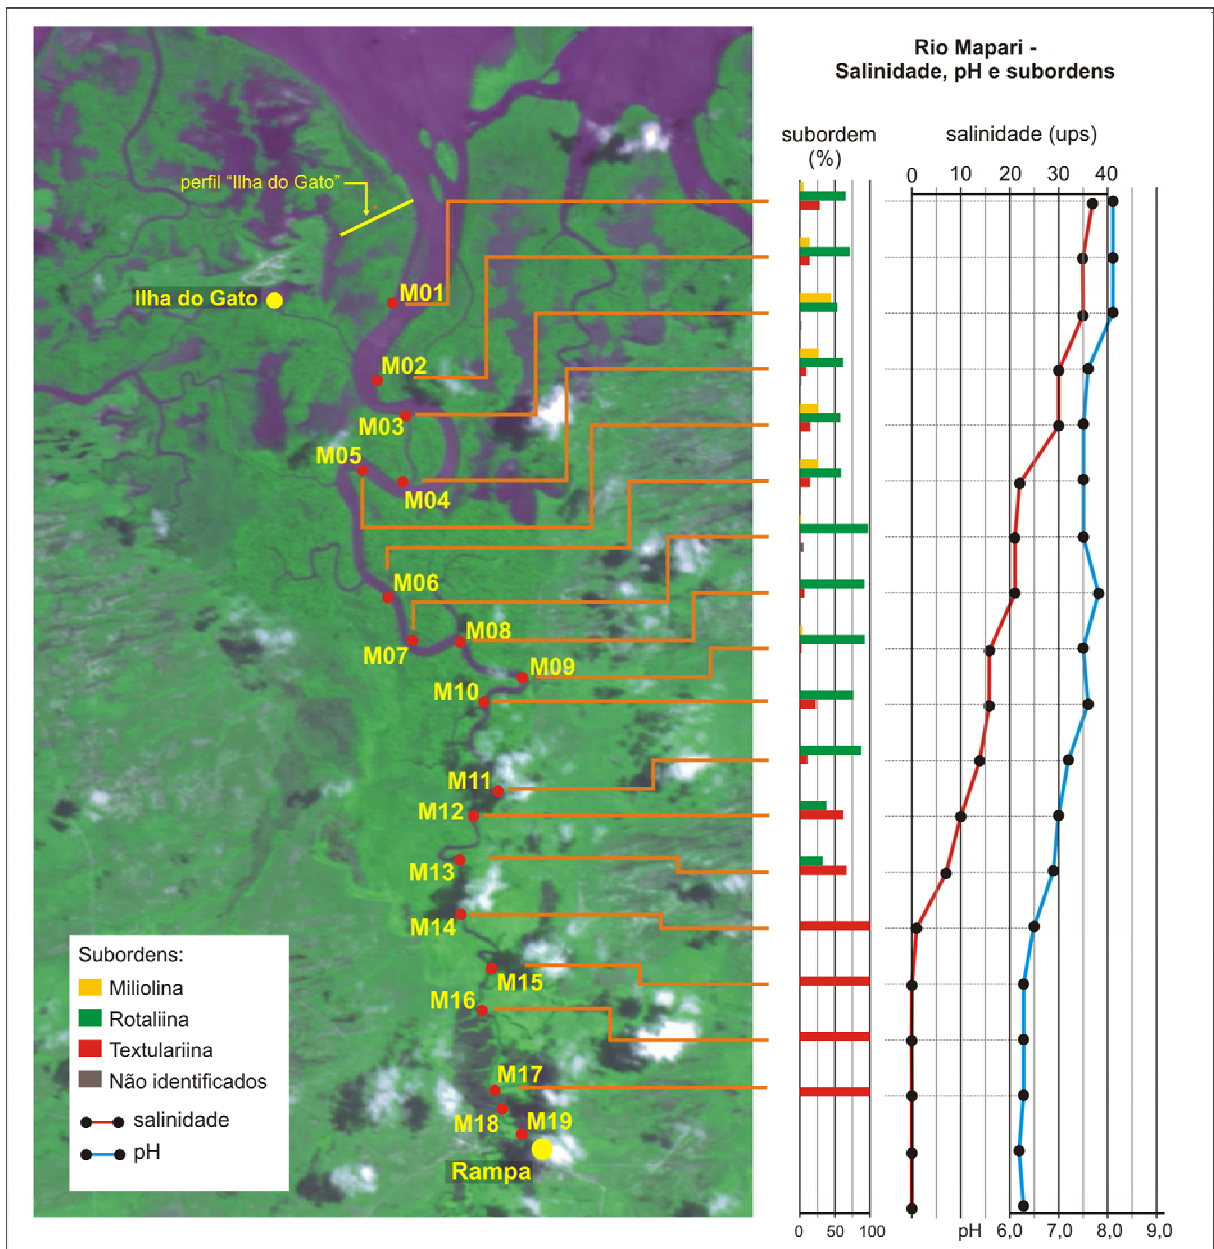 Rio Mapari -
Salinidade, pH e subordens
subordem
(%)
salinidade (ups)
0 10 20 30 40
perfil "Ilha do Gato"
Ilha do Gato
M01
M02
M03
M05
M04
M06
M08
M07
M09
M10
M11
M12
M13
M14
M15
M16
M17
M18
M19
Rampa
Subordens:
Miliolina
Rotaliina
Textulariina
Não identificados
salinidade
pH
0 50 100
pH 6,0 7,0 8,0 9,0